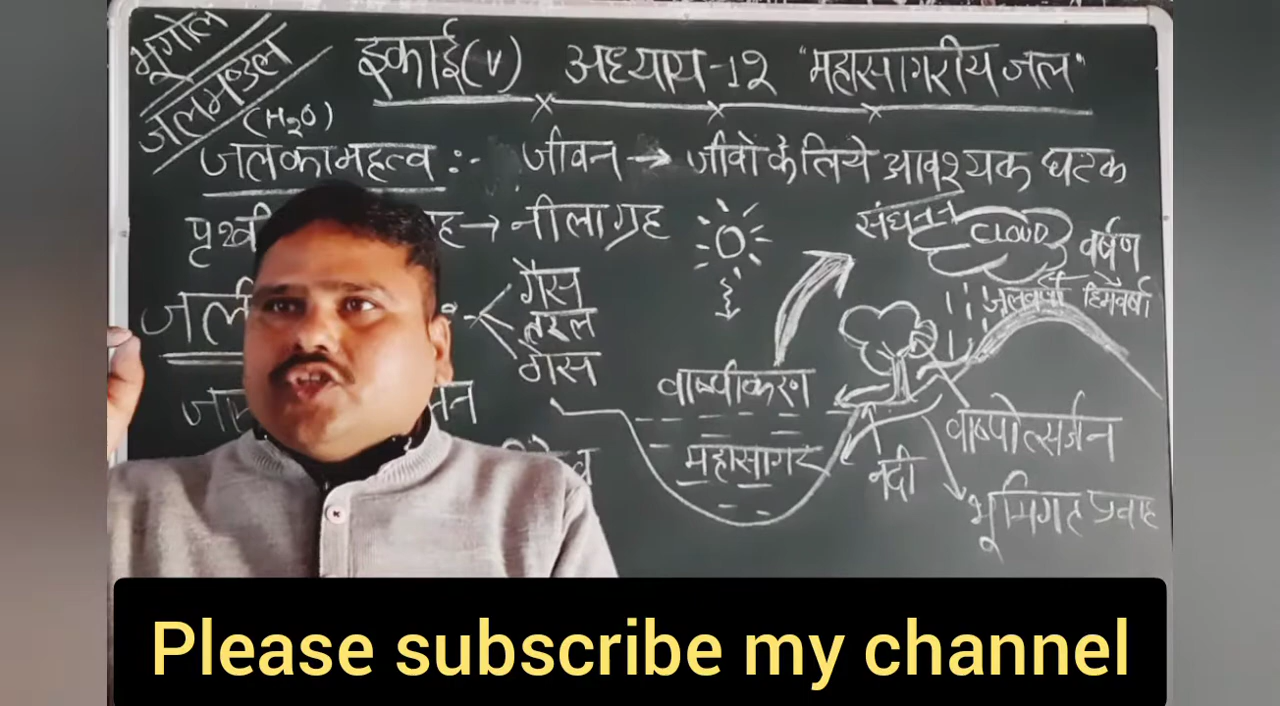 भूगोल
जलमण्डल
इकाई(V) अध्याय-12 "महासागरीय जल"
(H₂O)
जल का महत्व :- जीवन → जीवों के लिये आवश्यक घटक
→ नीला ग्रह
संघनन
CLOUD
वर्षण
जलवर्षा हिमवर्षा
गैस
तरल
गैस
वाष्पीकरण
महासागर
नदी
वाष्पोत्सर्जन
भूमिगत प्रवाह
Please subscribe my channel